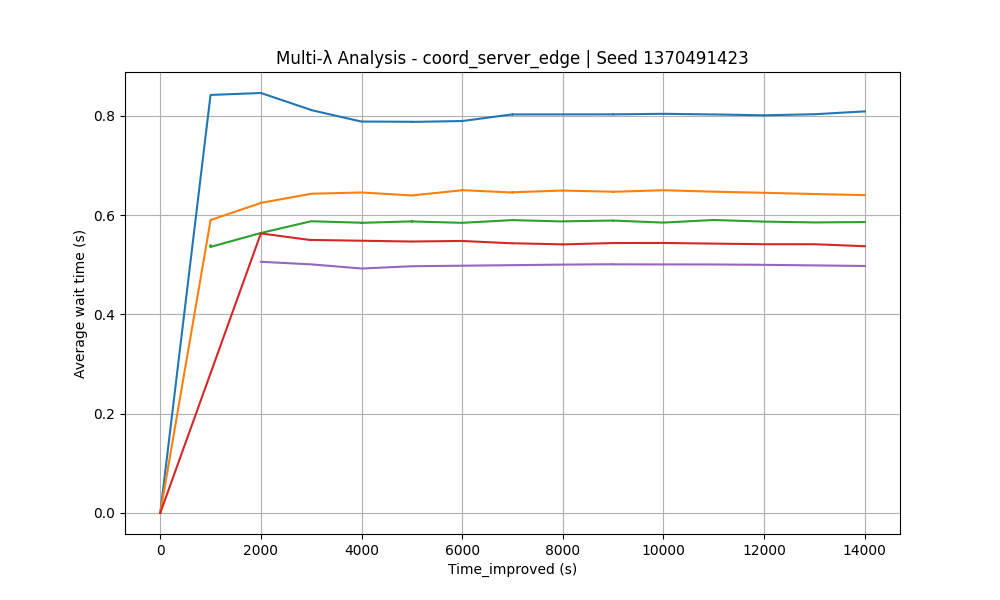 Multi-λ Analysis - coord_server_edge | Seed 1370491423
Average wait time (s)
0.8
0.6
0.4
0.2
0.0
0 2000 4000 6000 8000 10000 12000 14000
Time_improved (s)